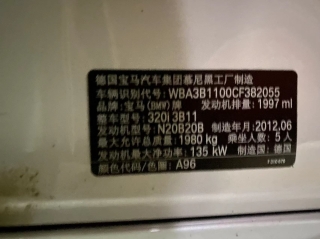 德国宝马汽车集团慕尼黑工厂制造
车辆识别代号: WBA3B1100CF382055
品牌: 宝马(BMW)牌 发动机排量: 1997 ml
整车型号: 320i 3B11
发动机型号: N20B20B 制造年月: 2012.06
最大允许总质量: 1980 kg 乘坐人数: 5人
发动机最大净功率: 135 kW 制造国: 德国
颜色代码/色圈: A96